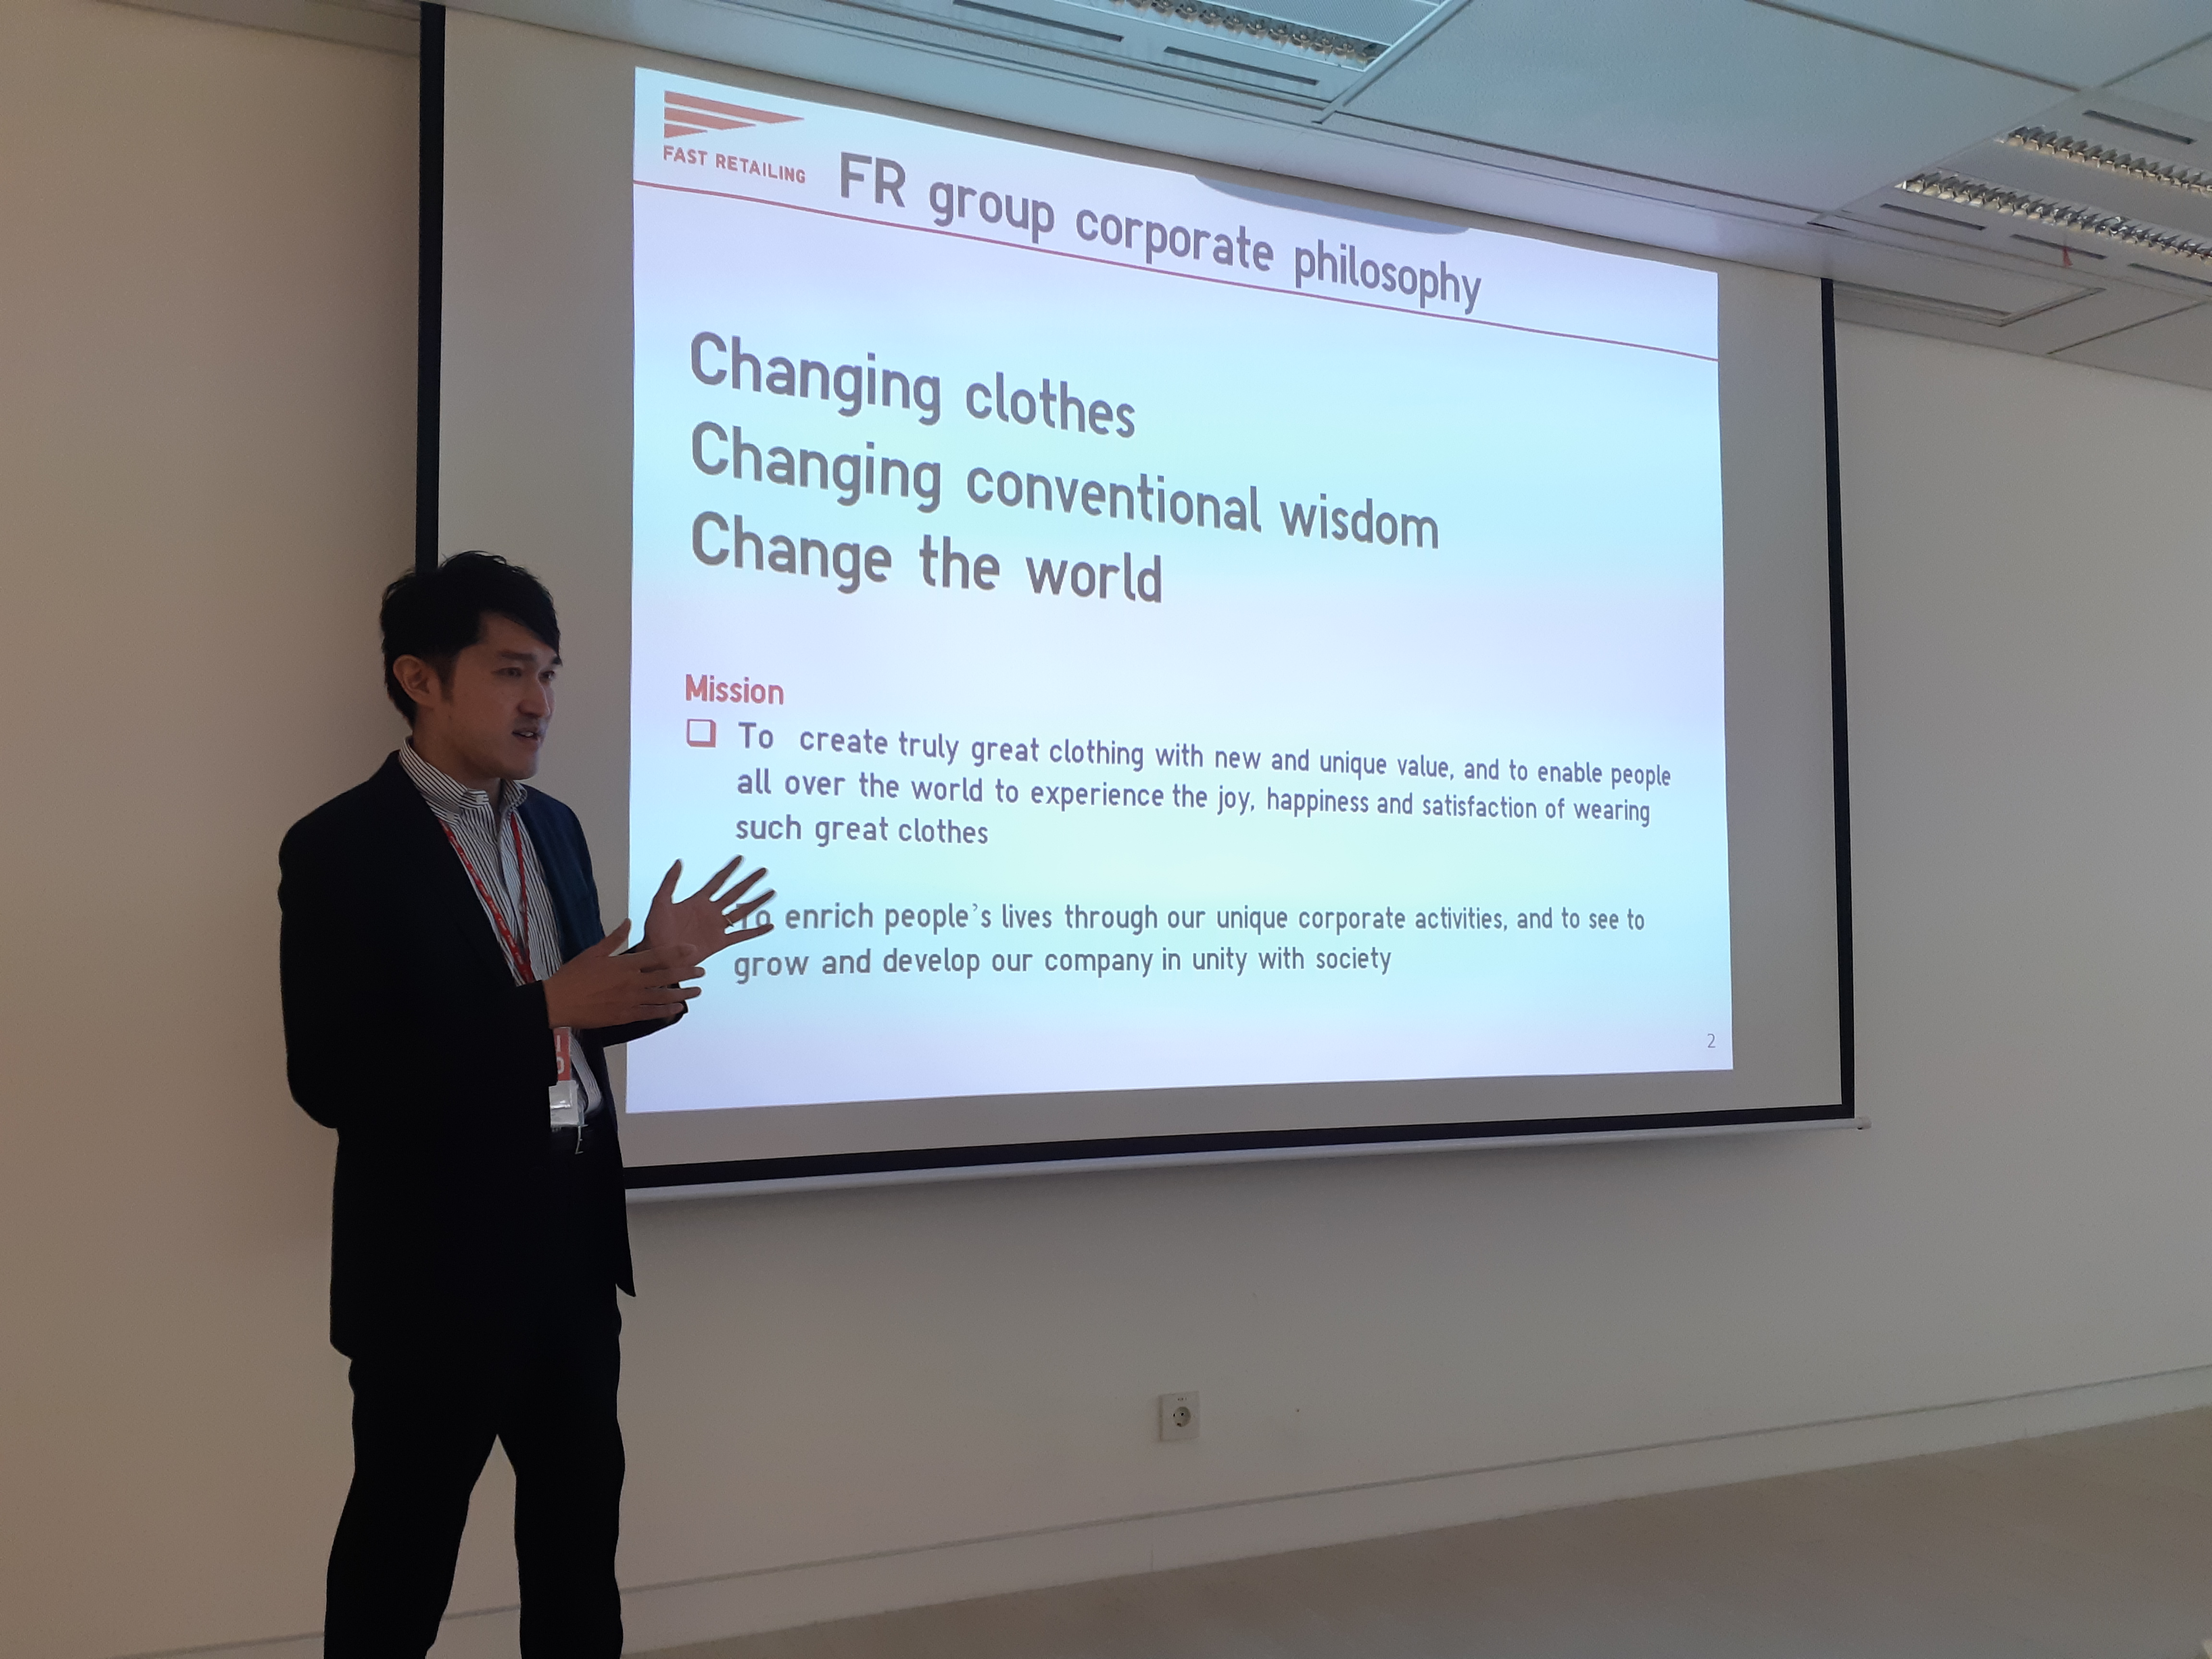 FAST RETAILING
FR group corporate philosophy
Changing clothes
Changing conventional wisdom
Change the world
Mission
To create truly great clothing with new and unique value, and to enable people
all over the world to experience the joy, happiness and satisfaction of wearing
such great clothes
To enrich people's lives through our unique corporate activities, and to see to
grow and develop our company in unity with society
2